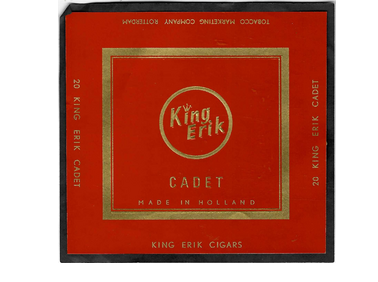 TOBACCO MARKETING COMPANY ROTTERDAM
20 KING ERIK CADET
20 KING ERIK CADET
King
Erik
CADET
MADE IN HOLLAND
KING ERIK CIGARS